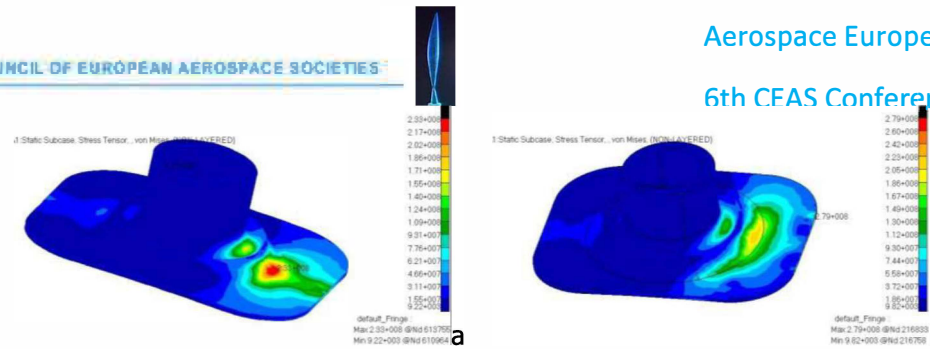 UNCIL OF EUROPEAN AEROSPACE SOCIETIES
Aerospace Europe
6th CEAS Conferen
1:Static Subcase, Stress Tensor, , von Mises, (NON-LAYERED)
2.33+008
2.17+008
2.02+008
1.86+008
1.71+008
1.55+008
1.40+008
1.24+008
1.09+008
9.31+007
7.76+007
6.21+007
4.66+007
3.11+007
1.55+007
9.22+003
default_Fringe :
Max 2.33+008 @Nd 613755
Min 9.22+003 @Nd 610964
a
1:Static Subcase, Stress Tensor, , von Mises, (NON-LAYERED)
2.79+008
2.79+008
2.60+008
2.42+008
2.23+008
2.05+008
1.86+008
1.67+008
1.49+008
1.30+008
1.12+008
9.30+007
7.44+007
5.58+007
3.72+007
1.86+007
9.82+003
default_Fringe :
Max 2.79+008 @Nd 216833
Min 9.82+003 @Nd 216758